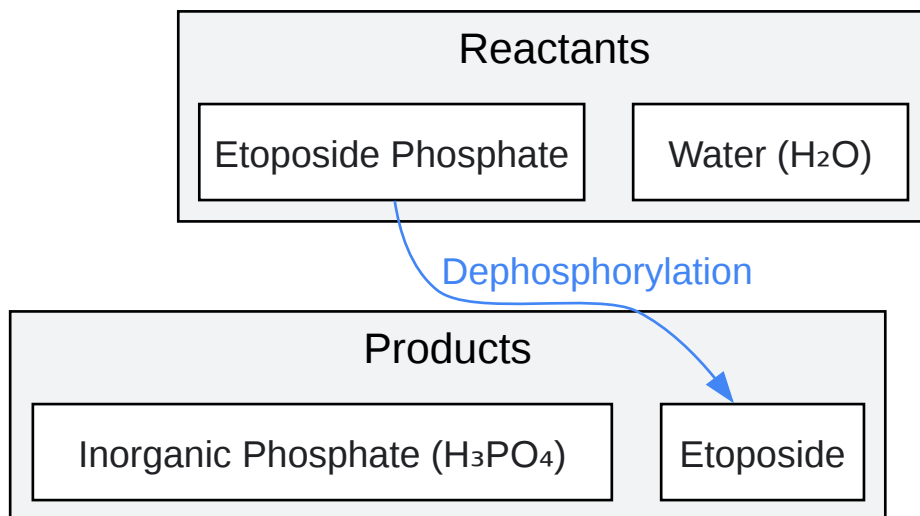 Reactants
Etoposide Phosphate
Water (H₂O)
Dephosphorylation
Products
Inorganic Phosphate (H₃PO₄)
Etoposide